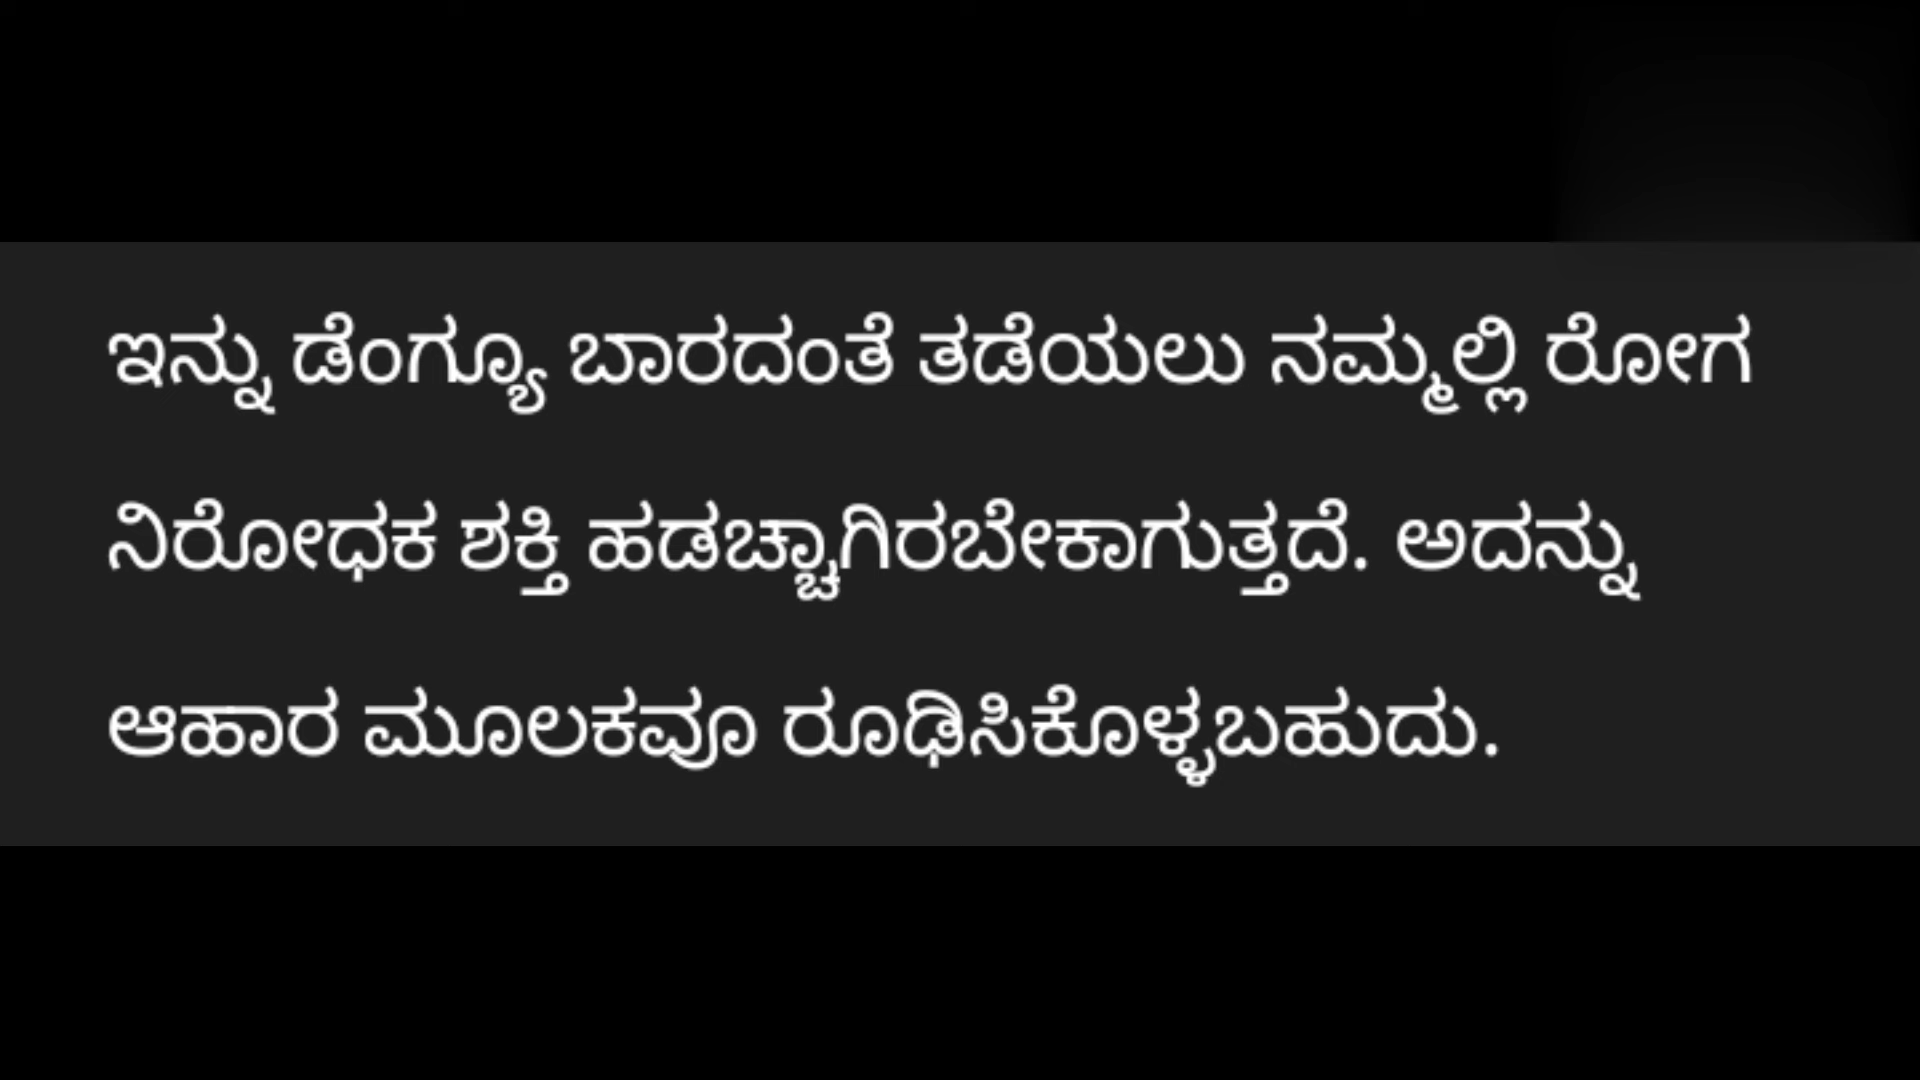 ಇನ್ನು ಡೆಂಗ್ಯೂ ಬಾರದಂತೆ ತಡೆಯಲು ನಮ್ಮಲ್ಲಿ ರೋಗ
ನಿರೋಧಕ ಶಕ್ತಿ ಹಡಚ್ಚಾಗಿರಬೇಕಾಗುತ್ತದೆ. ಅದನ್ನು
ಆಹಾರ ಮೂಲಕವೂ ರೂಢಿಸಿಕೊಳ್ಳಬಹುದು.